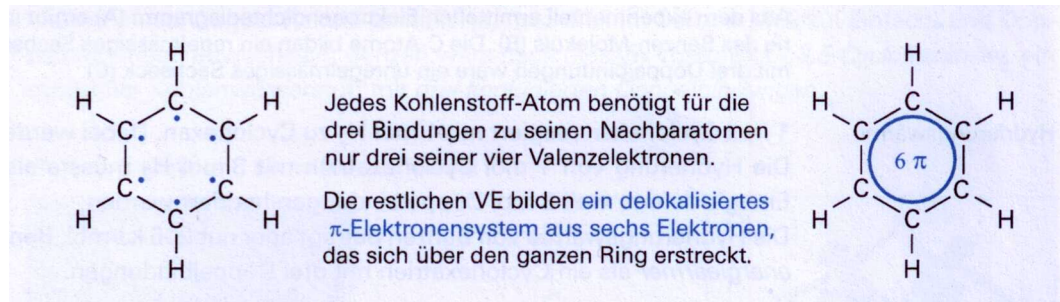 H
H C H
C C
C C
H C H
H
Jedes Kohlenstoff-Atom benötigt für die
drei Bindungen zu seinen Nachbaratomen
nur drei seiner vier Valenzelektronen.
Die restlichen VE bilden ein delokalisiertes
π-Elektronensystem aus sechs Elektronen,
das sich über den ganzen Ring erstreckt.
H
H C H
C C
6 π
C C
H C H
H